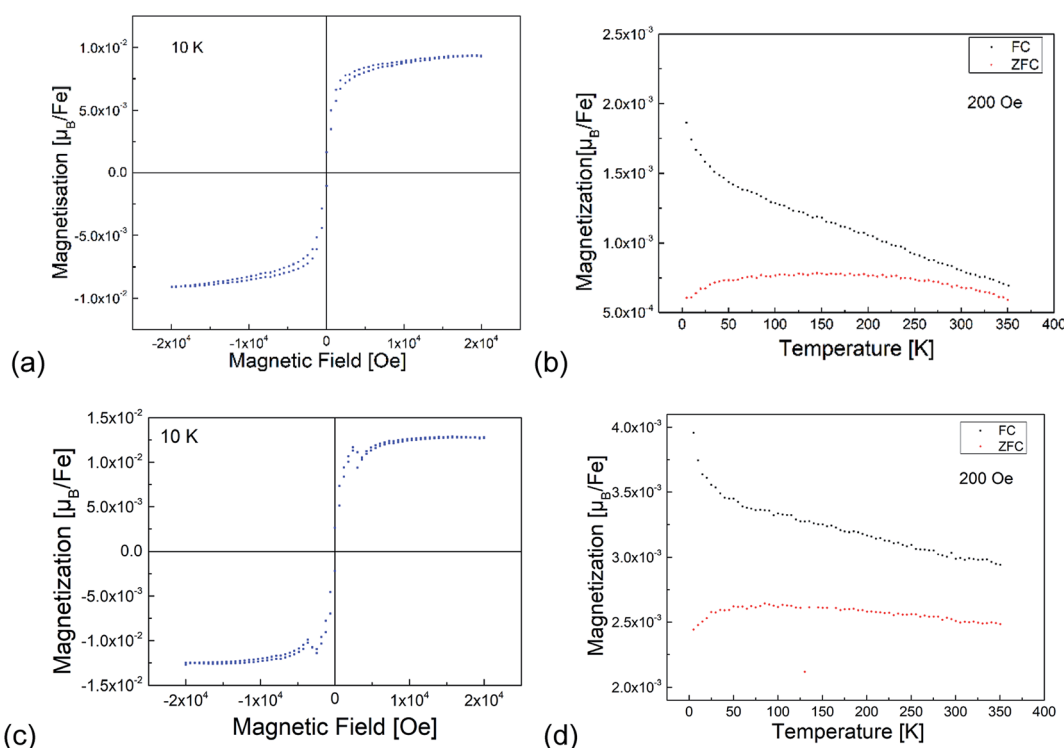 10 K
1.0x10⁻²
5.0x10⁻³
0.0
-5.0x10⁻³
-1.0x10⁻²
Magnetisation [μB/Fe]
-2x10⁴ -1x10⁴ 0 1x10⁴ 2x10⁴
Magnetic Field [Oe]
(a)
FC
ZFC
200 Oe
2.5x10⁻³
2.0x10⁻³
1.5x10⁻³
1.0x10⁻³
5.0x10⁻⁴
Magnetization[μB/Fe]
0 50 100 150 200 250 300 350 400
Temperature [K]
(b)
10 K
1.5x10⁻²
1.0x10⁻²
5.0x10⁻³
0.0
-5.0x10⁻³
-1.0x10⁻²
-1.5x10⁻²
Magnetization [μB/Fe]
-2x10⁴ -1x10⁴ 0 1x10⁴ 2x10⁴
Magnetic Field [Oe]
(c)
FC
ZFC
200 Oe
4.0x10⁻³
3.5x10⁻³
3.0x10⁻³
2.5x10⁻³
2.0x10⁻³
Magnetization [μB/Fe]
0 50 100 150 200 250 300 350 400
Temperature [K]
(d)